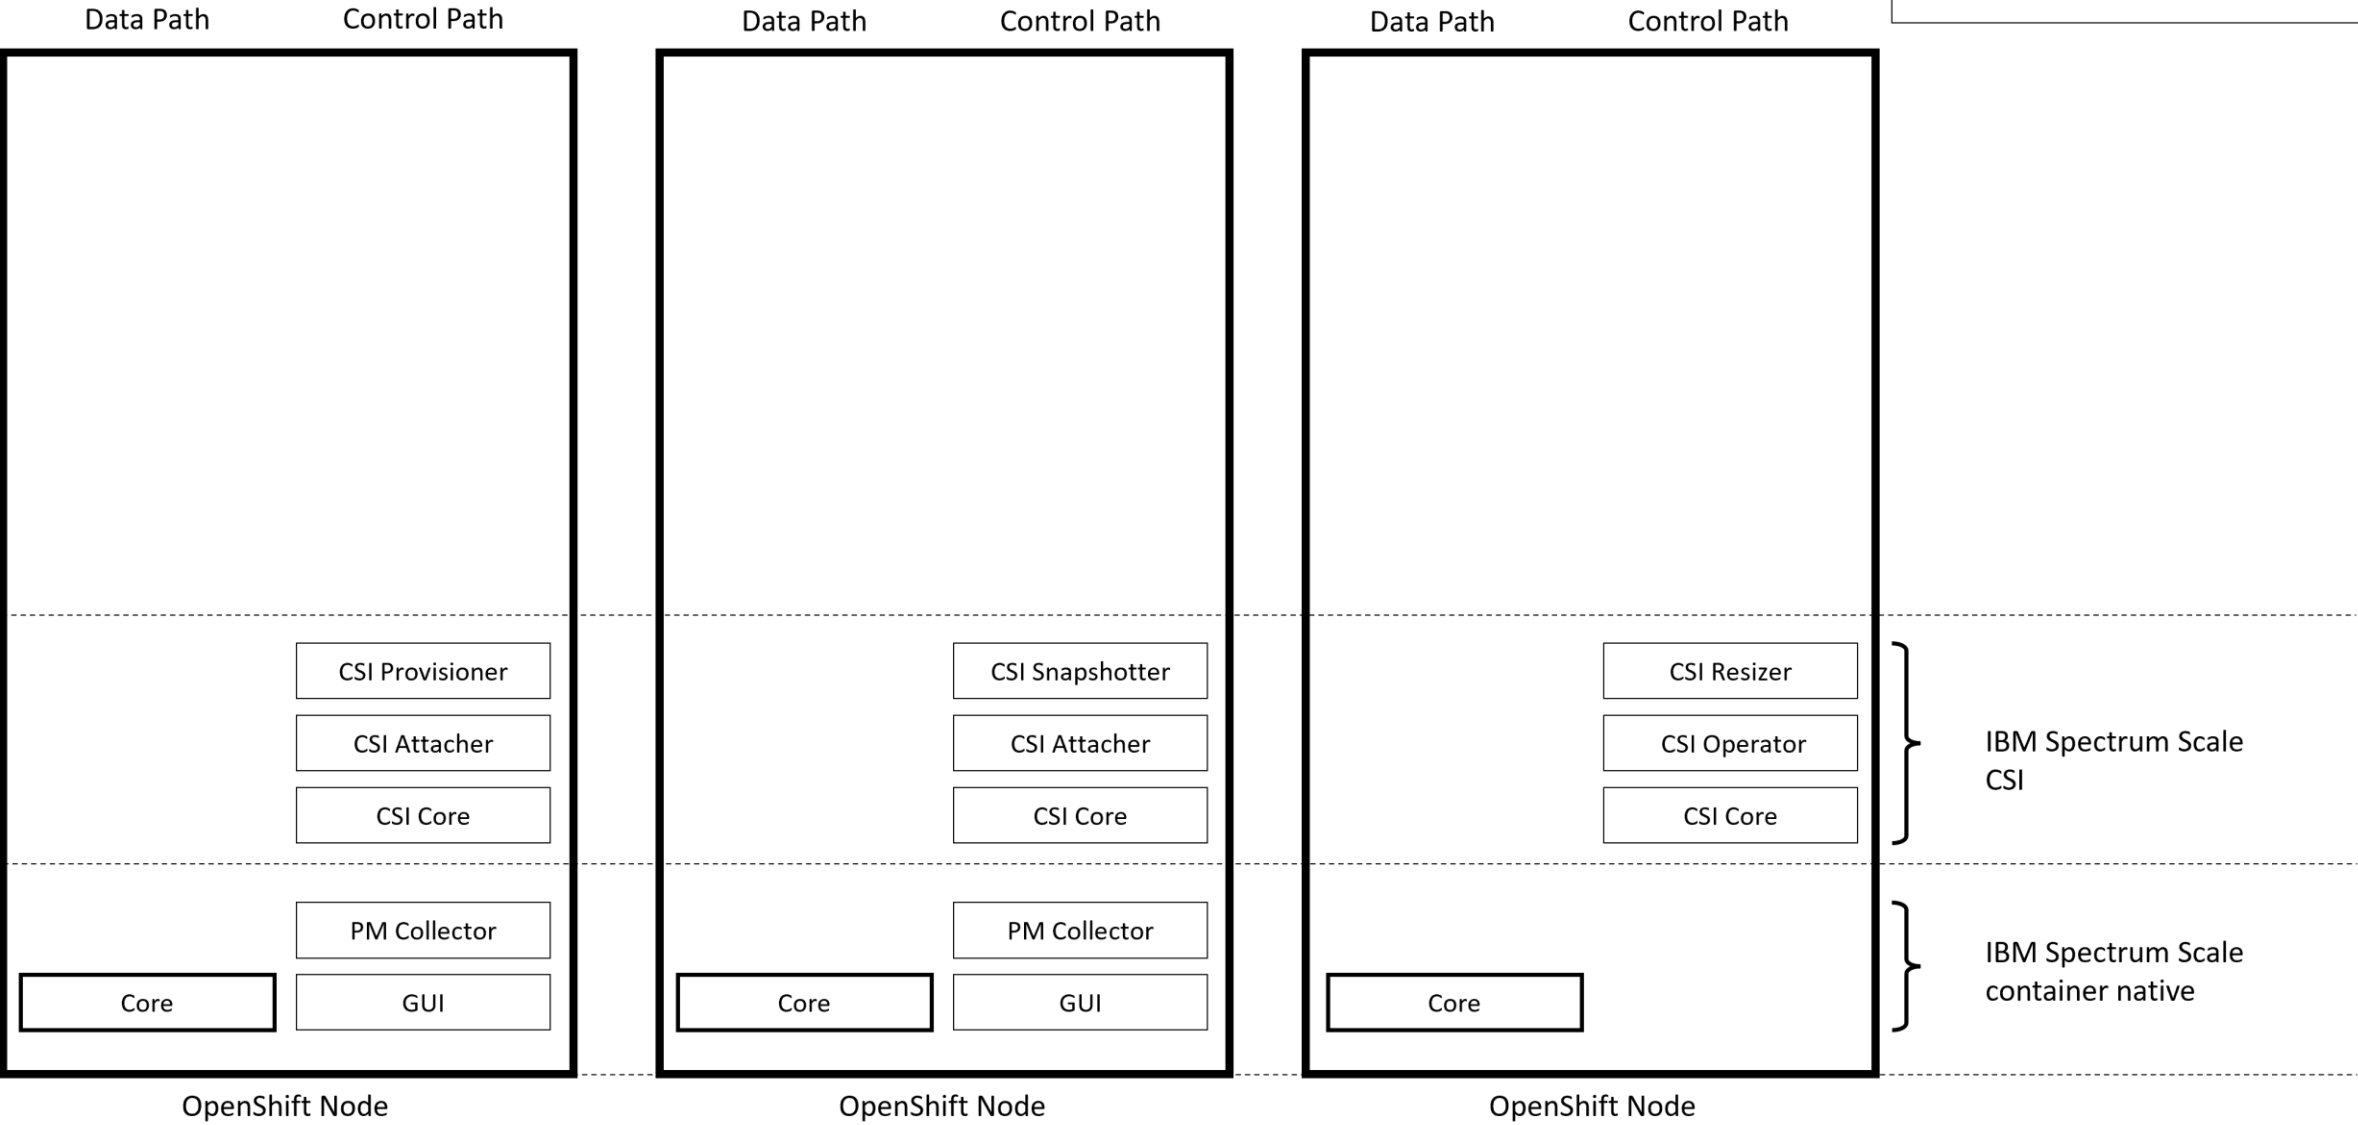 Data Path
Control Path
Data Path
Control Path
Data Path
Control Path
CSI Provisioner
CSI Snapshotter
CSI Resizer
CSI Attacher
CSI Attacher
CSI Operator
IBM Spectrum Scale
CSI
CSI Core
CSI Core
CSI Core
PM Collector
PM Collector
IBM Spectrum Scale
container native
Core
GUI
Core
GUI
Core
OpenShift Node
OpenShift Node
OpenShift Node